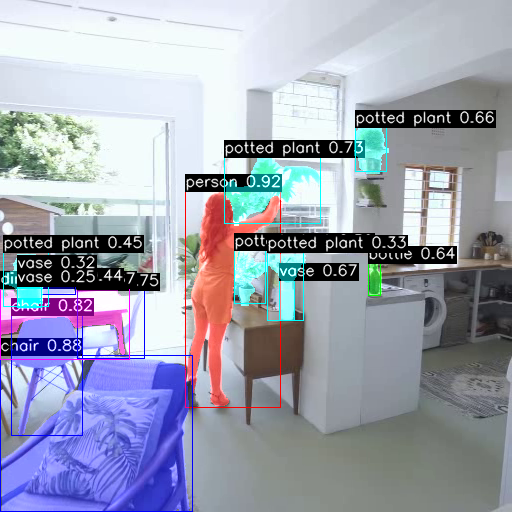 potted plant 0.66
potted plant 0.73
person 0.92
potted plant 0.45
pott
potted plant 0.33
bottle 0.64
vase 0.32
vase 0.67
di
vase 0.25
.44
7.75
chair 0.82
chair 0.88